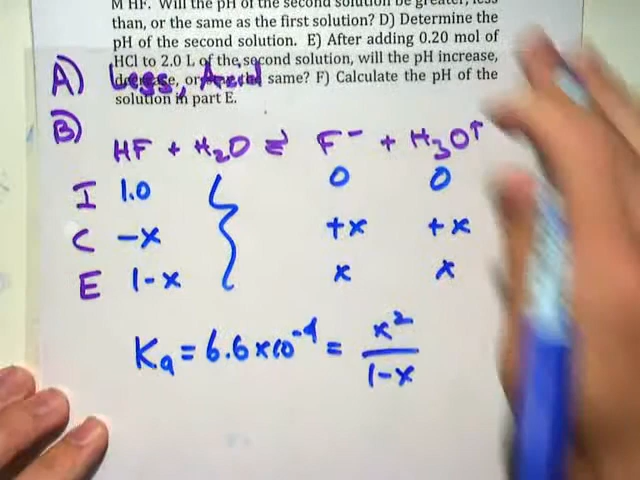 M HF. Will the pH of the second solution be greater, less
than, or the same as the first solution? D) Determine the
pH of the second solution. E) After adding 0.20 mol of
HCl to 2.0 L of the second solution, will the pH increase,
A) Less, Acid
same? F) Calculate the pH of the
solution in part E.
B)
HF + H₂O ⇌ F⁻ + H₃O⁺
I 1.0 0 0
C -x +x +x
E 1-x x x
Ka = 6.6x10⁻⁴ = x² / 1-x